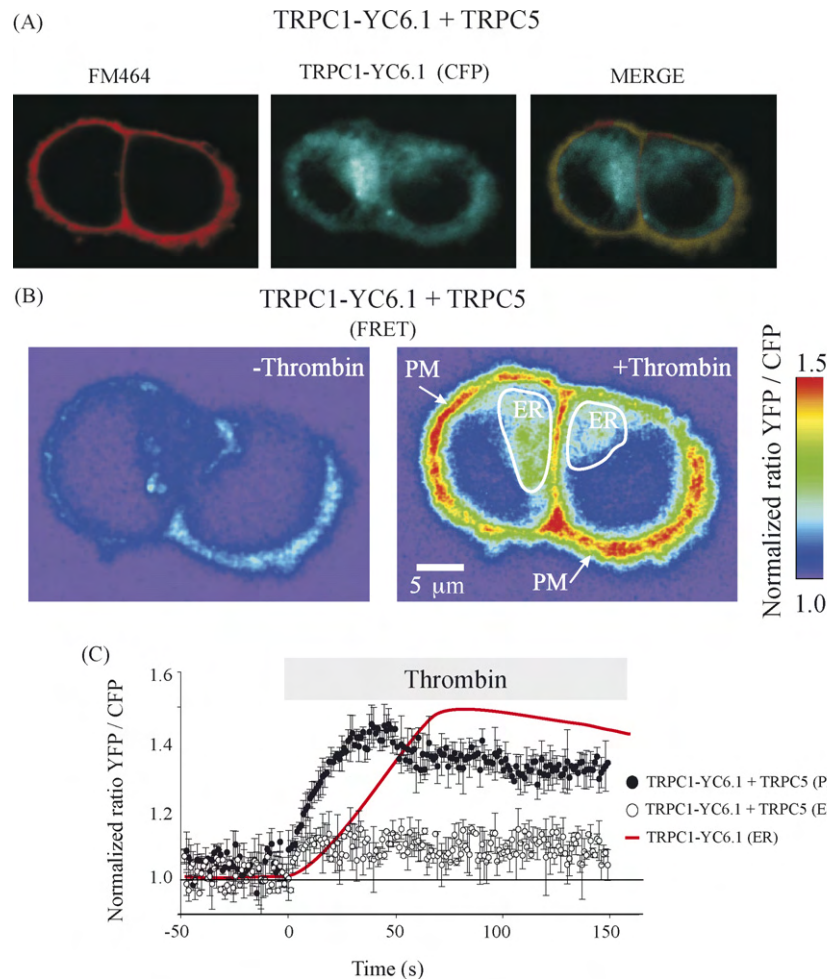 (A)
TRPC1-YC6.1 + TRPC5
FM464
TRPC1-YC6.1 (CFP)
MERGE
(B)
TRPC1-YC6.1 + TRPC5
(FRET)
-Thrombin
+Thrombin
PM
ER
ER
5 μm
PM
1.5
Normalized ratio YFP / CFP
1.0
(C)
Thrombin
Normalized ratio YFP / CFP
1.6
1.4
1.2
1.1
1.0
-50
0
50
100
150
Time (s)
TRPC1-YC6.1 + TRPC5 (P
TRPC1-YC6.1 + TRPC5 (E
TRPC1-YC6.1 (ER)